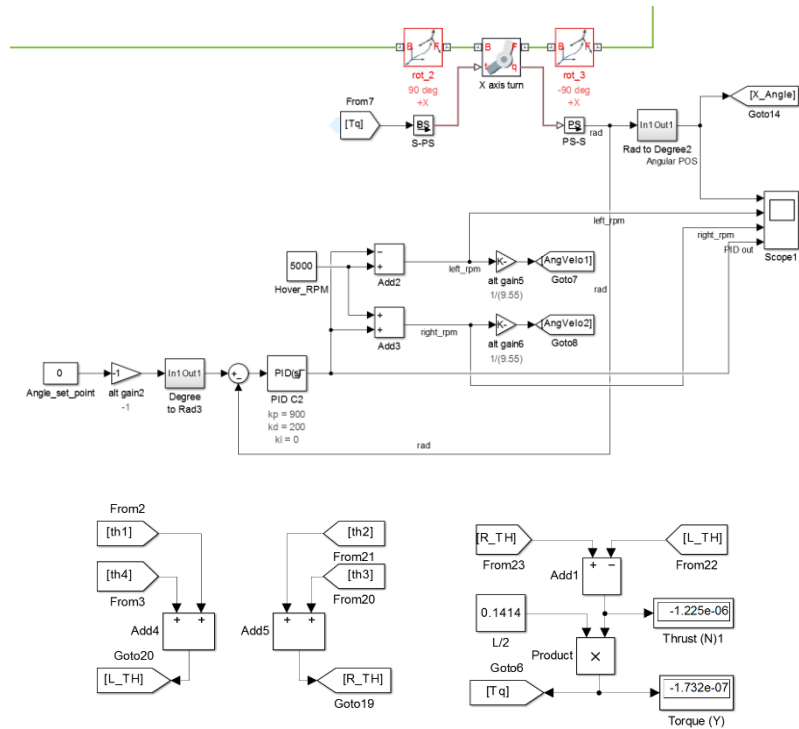 B F
B F
t q
B F
rot_2
90 deg
+X
X axis turn
rot_3
-90 deg
+X
From7
[Tq]
S-PS
PS
PS-S
rad
In1 Out1
Rad to Degree2
Angular POS
[X_Angle]
Goto14
left_rpm
right_rpm
PID out
Scope1
5000
Hover_RPM
−
+
Add2
left_rpm
K-
alt gain5
1/(9.55)
[AngVelo1]
Goto7
rad
+
+
Add3
right_rpm
K-
alt gain6
1/(9.55)
[AngVelo2]
Goto8
0
Angle_set_point
-1
alt gain2
-1
In1 Out1
Degree
to Rad3
+
−
PID(s)
PID C2
kp = 900
kd = 200
ki = 0
rad
From2
[th1]
[th4]
From3
+ +
Add4
Goto20
[L_TH]
[th2]
From21
[th3]
From20
+ +
Add5
[R_TH]
Goto19
[R_TH]
From23
[L_TH]
From22
+ −
Add1
0.1414
L/2
-1.225e-06
Thrust (N)1
Product
×
Goto6
[Tq]
-1.732e-07
Torque (Y)